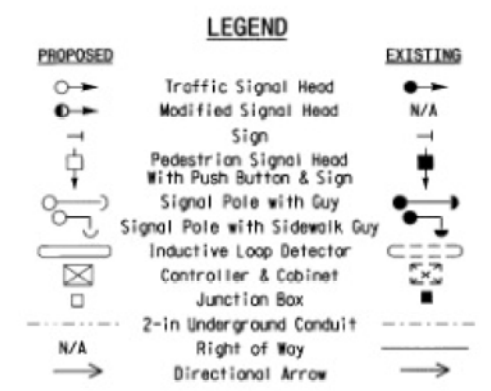 LEGEND
PROPOSED EXISTING
Traffic Signal Head
Modified Signal Head N/A
Sign
Pedestrian Signal Head
With Push Button & Sign
Signal Pole with Guy
Signal Pole with Sidewalk Guy
Inductive Loop Detector
Controller & Cabinet
Junction Box
2-in Underground Conduit
N/A Right of Way
Directional Arrow